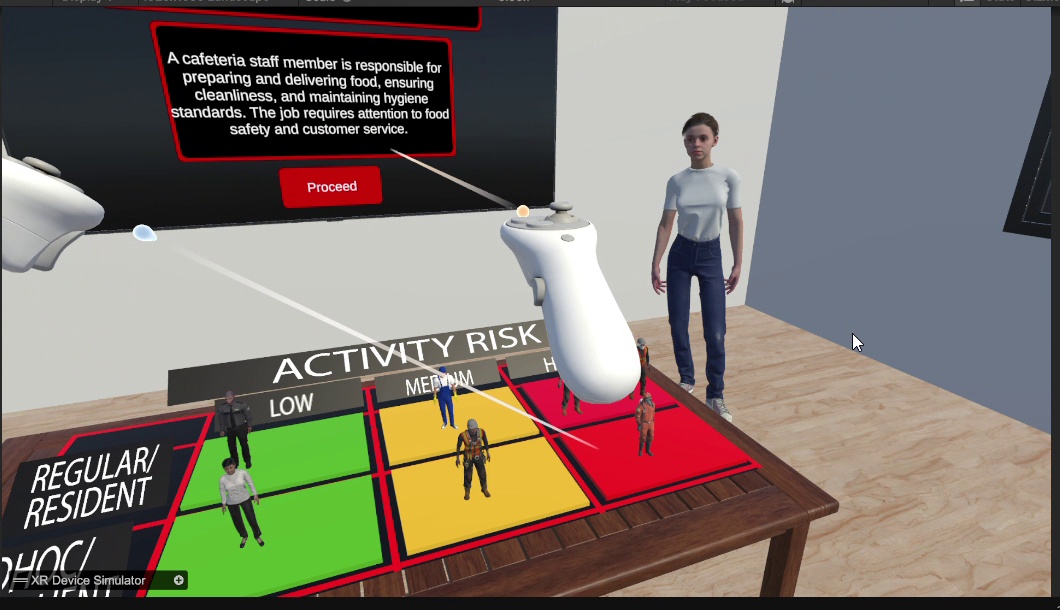 A cafeteria staff member is responsible for
preparing and delivering food, ensuring
cleanliness, and maintaining hygiene
standards. The job requires attention to food
safety and customer service.
Proceed
ACTIVITY RISK
LOW
REGULAR/
RESIDENT
XR Device Simulator